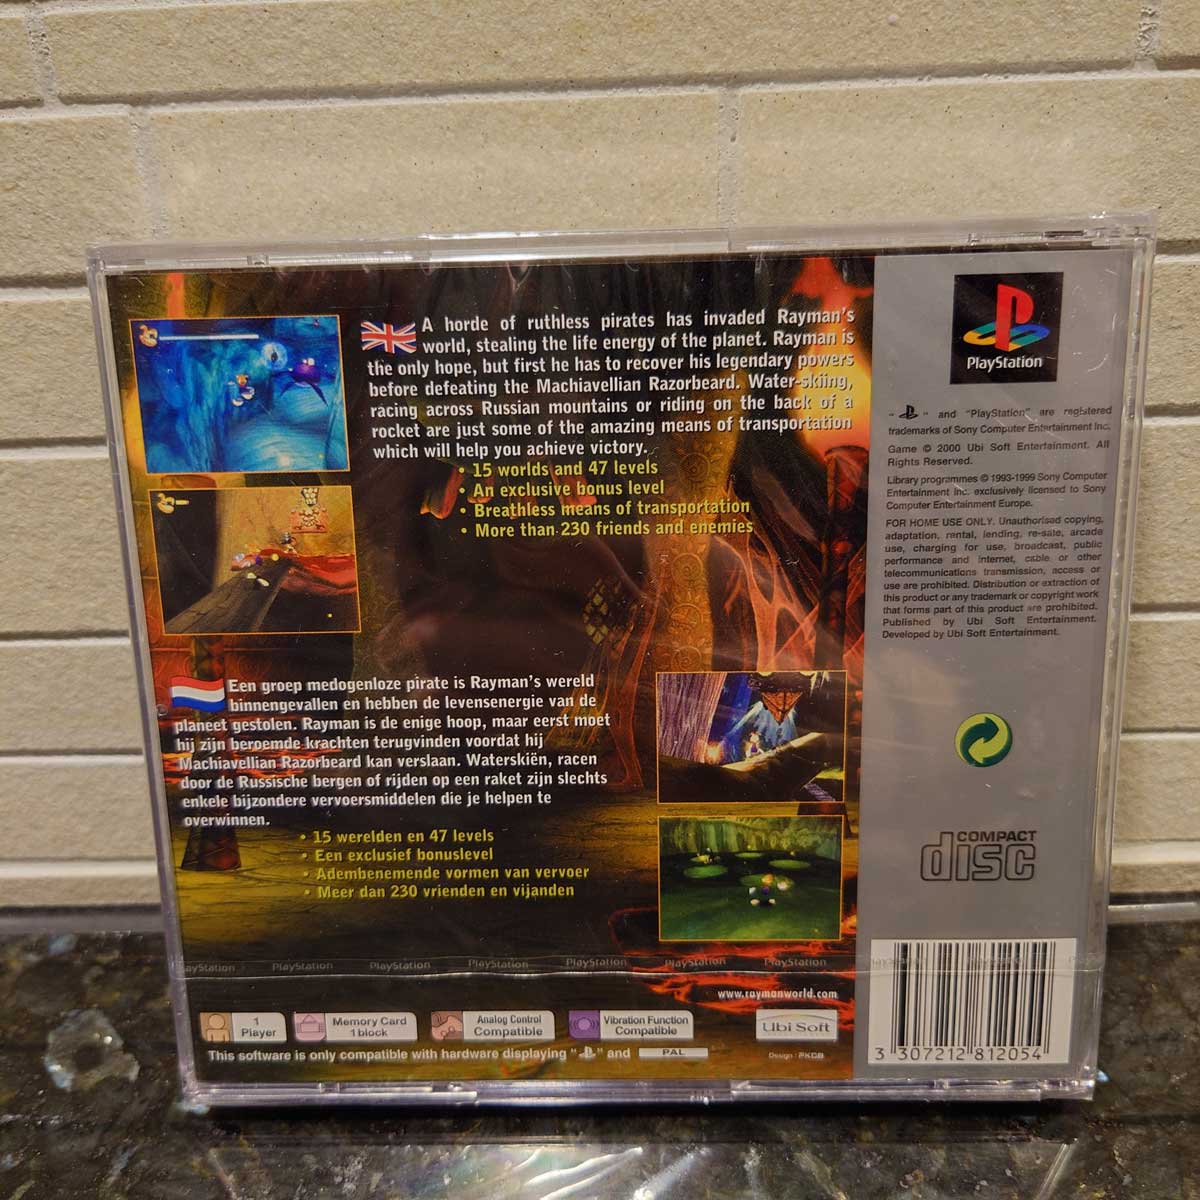 A horde of ruthless pirates has invaded Rayman's
world, stealing the life energy of the planet. Rayman is
the only hope, but first he has to recover his legendary powers
before defeating the Machiavellian Razorbeard. Water-skiing,
racing across Russian mountains or riding on the back of a
rocket are just some of the amazing means of transportation
which will help you achieve victory.
• 15 worlds and 47 levels
• An exclusive bonus level
• Breathless means of transportation
• More than 230 friends and enemies
Een groep medogenloze pirate is Rayman's wereld
binnengevallen en hebben de levensenergie van de
planeet gestolen. Rayman is de enige hoop, maar eerst moet
hij zijn beroemde krachten terugvinden voordat hij
Machiavellian Razorbeard kan verslaan. Waterskiën, racen
door de Russische bergen of rijden op een raket zijn slechts
enkele bijzondere vervoersmiddelen die je helpen te
overwinnen.
• 15 werelden en 47 levels
• Een exclusief bonuslevel
• Adembenemende vormen van vervoer
• Meer dan 230 vrienden en vijanden
PlayStation PlayStation PlayStation PlayStation PlayStation PlayStation PlayStation
www.raymanworld.com
1
Player
Memory Card
1block
Analog Control
Compatible
Vibration Function
Compatible
Ubi Soft
This software is only compatible with hardware displaying " " and PAL
Design : PKGB
PlayStation
" " and "PlayStation" are registered
trademarks of Sony Computer Entertainment Inc.
Game © 2000 Ubi Soft Entertainment. All
Rights Reserved.
Library programmes © 1993-1999 Sony Computer
Entertainment Inc. exclusively licensed to Sony
Computer Entertainment Europe.
FOR HOME USE ONLY. Unauthorised copying,
adaptation, rental, lending, re-sale, arcade
use, charging for use, broadcast, public
performance and internet, cable or other
telecommunications transmission, access or
use are prohibited. Distribution or extraction of
this product or any trademark or copyright work
that forms part of this product are prohibited.
Published by Ubi Soft Entertainment.
Developed by Ubi Soft Entertainment.
COMPACT
disc
3 307212 812054